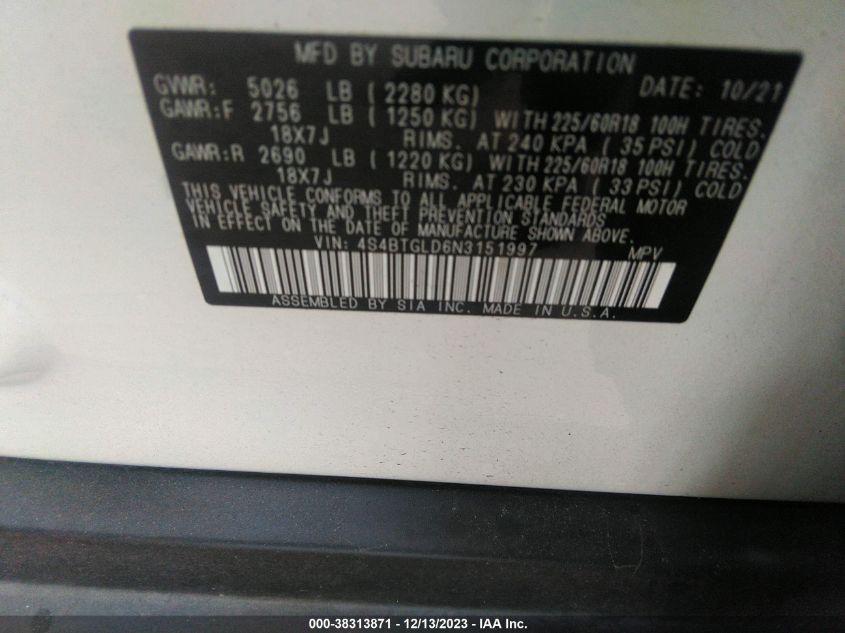 MFD BY SUBARU CORPORATION
GVWR: 5026 LB ( 2280 KG) DATE: 10/21
GAWR:F 2756 LB ( 1250 KG) WITH 225/60R18 100H TIRES.
18X7J RIMS. AT 240 KPA ( 35 PSI) COLD
GAWR:R 2690 LB ( 1220 KG) WITH 225/60R18 100H TIRES.
18X7J RIMS. AT 230 KPA ( 33 PSI) COLD
THIS VEHICLE CONFORMS TO ALL APPLICABLE FEDERAL MOTOR
VEHICLE SAFETY AND THEFT PREVENTION STANDARDS
IN EFFECT ON THE DATE OF MANUFACTURE SHOWN ABOVE.
VIN: 4S4BTGLD6N3151997 MPV
ASSEMBLED BY SIA INC. MADE IN U.S.A.
000-38313871 - 12/13/2023 - IAA Inc.